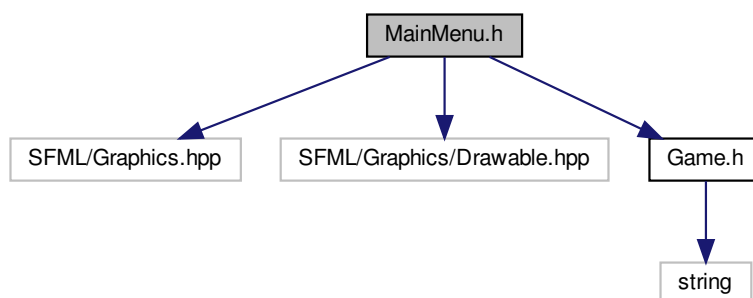 MainMenu.h
SFML/Graphics.hpp
SFML/Graphics/Drawable.hpp
Game.h
string